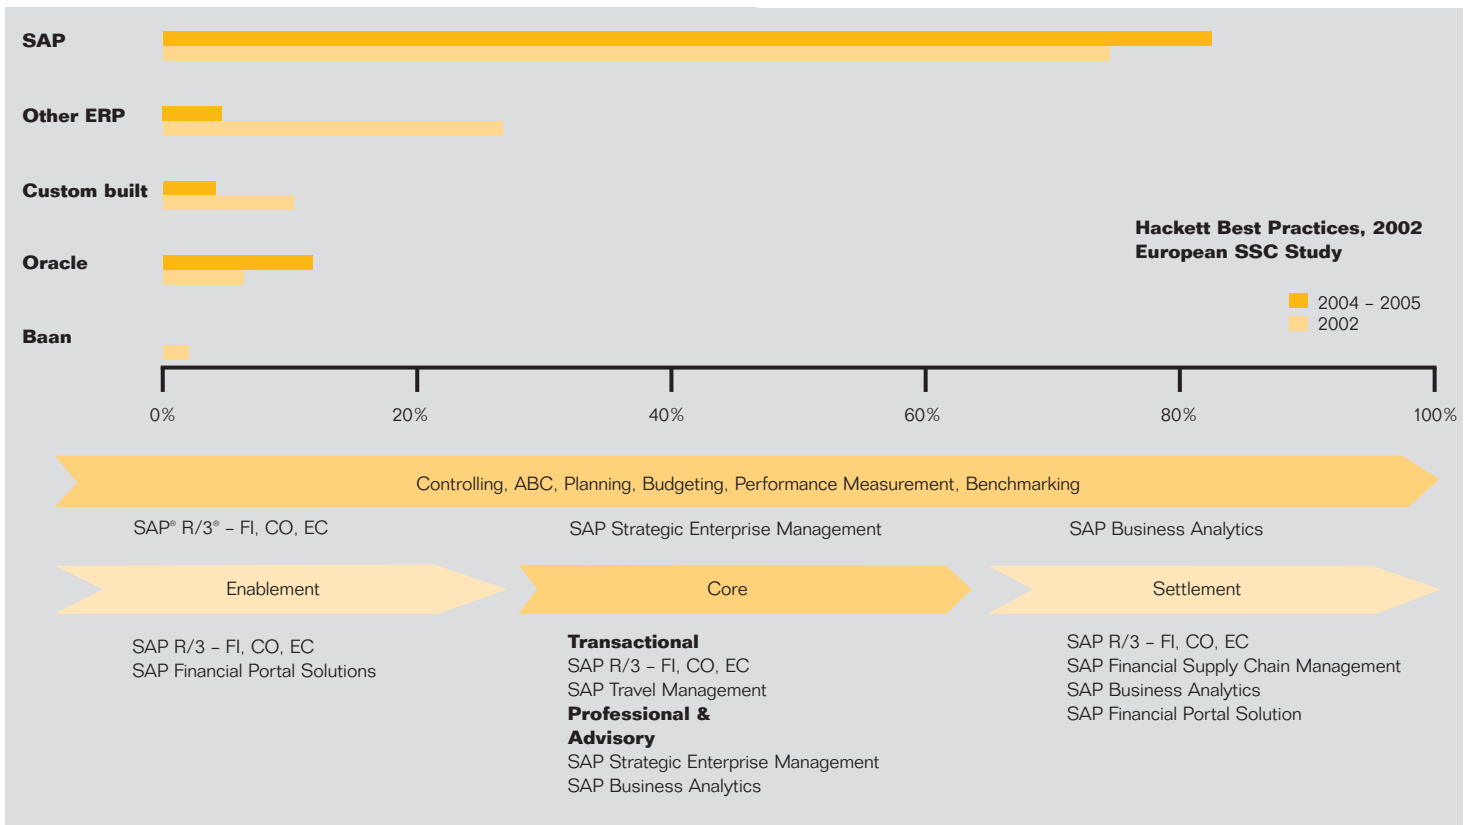 SAP
Other ERP
Custom built
Oracle
Baan
Hackett Best Practices, 2002
European SSC Study
2004 – 2005
2002
0%
20%
40%
60%
80%
100%
Controlling, ABC, Planning, Budgeting, Performance Measurement, Benchmarking
SAP® R/3® – FI, CO, EC
SAP Strategic Enterprise Management
SAP Business Analytics
Enablement
Core
Settlement
SAP R/3 – FI, CO, EC
SAP Financial Portal Solutions
Transactional
SAP R/3 – FI, CO, EC
SAP Travel Management
Professional &
Advisory
SAP Strategic Enterprise Management
SAP Business Analytics
SAP R/3 – FI, CO, EC
SAP Financial Supply Chain Management
SAP Business Analytics
SAP Financial Portal Solution